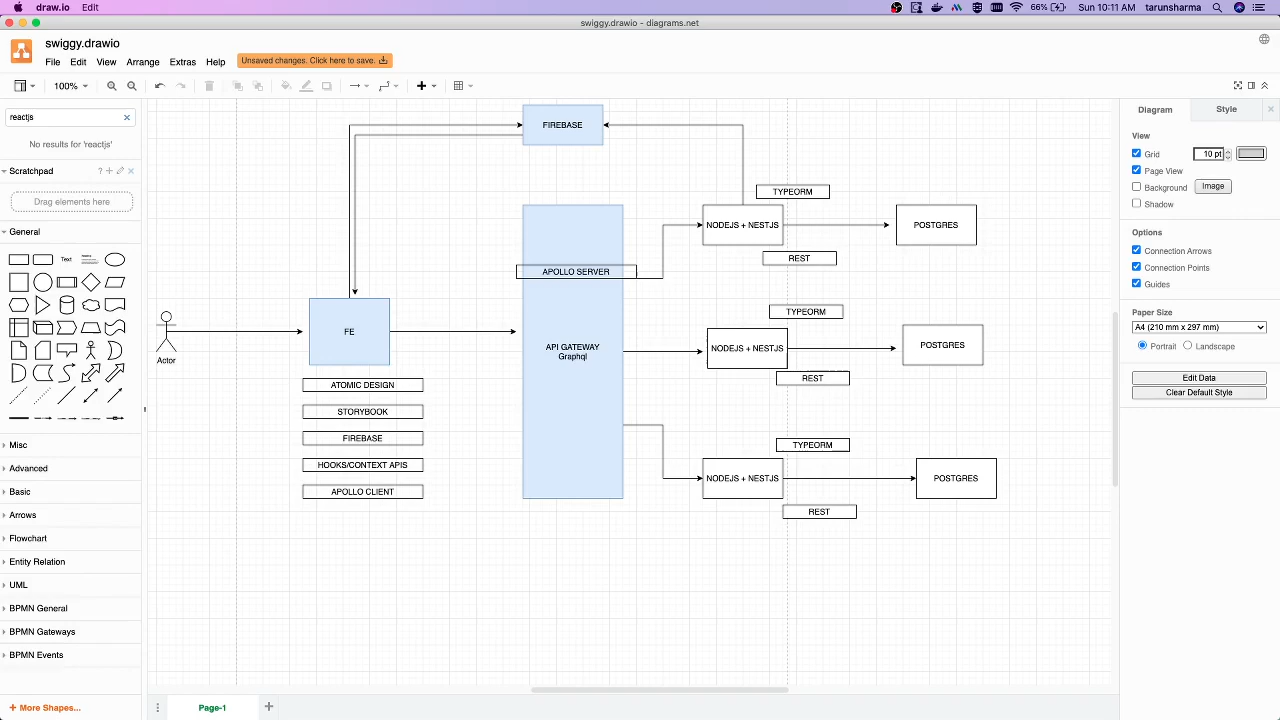 draw.io Edit
66% Sun 10:11 AM tarunsharma
swiggy.drawio - diagrams.net
swiggy.drawio
File Edit View Arrange Extras Help
Unsaved changes. Click here to save.
100%
reactjs
No results for 'reactjs'
Scratchpad
?
Drag elements here
General
Text
Misc
Advanced
Basic
Arrows
Flowchart
Entity Relation
UML
BPMN General
BPMN Gateways
BPMN Events
+ More Shapes...
FIREBASE
TYPEORM
NODEJS + NESTJS
POSTGRES
REST
APOLLO SERVER
Actor
FE
API GATEWAY
Graphql
TYPEORM
NODEJS + NESTJS
POSTGRES
REST
ATOMIC DESIGN
STORYBOOK
FIREBASE
HOOKS/CONTEXT APIS
APOLLO CLIENT
TYPEORM
NODEJS + NESTJS
POSTGRES
REST
Page-1
Diagram Style
View
Grid 10 pt
Page View
Background Image
Shadow
Options
Connection Arrows
Connection Points
Guides
Paper Size
A4 (210 mm x 297 mm)
Portrait Landscape
Edit Data
Clear Default Style